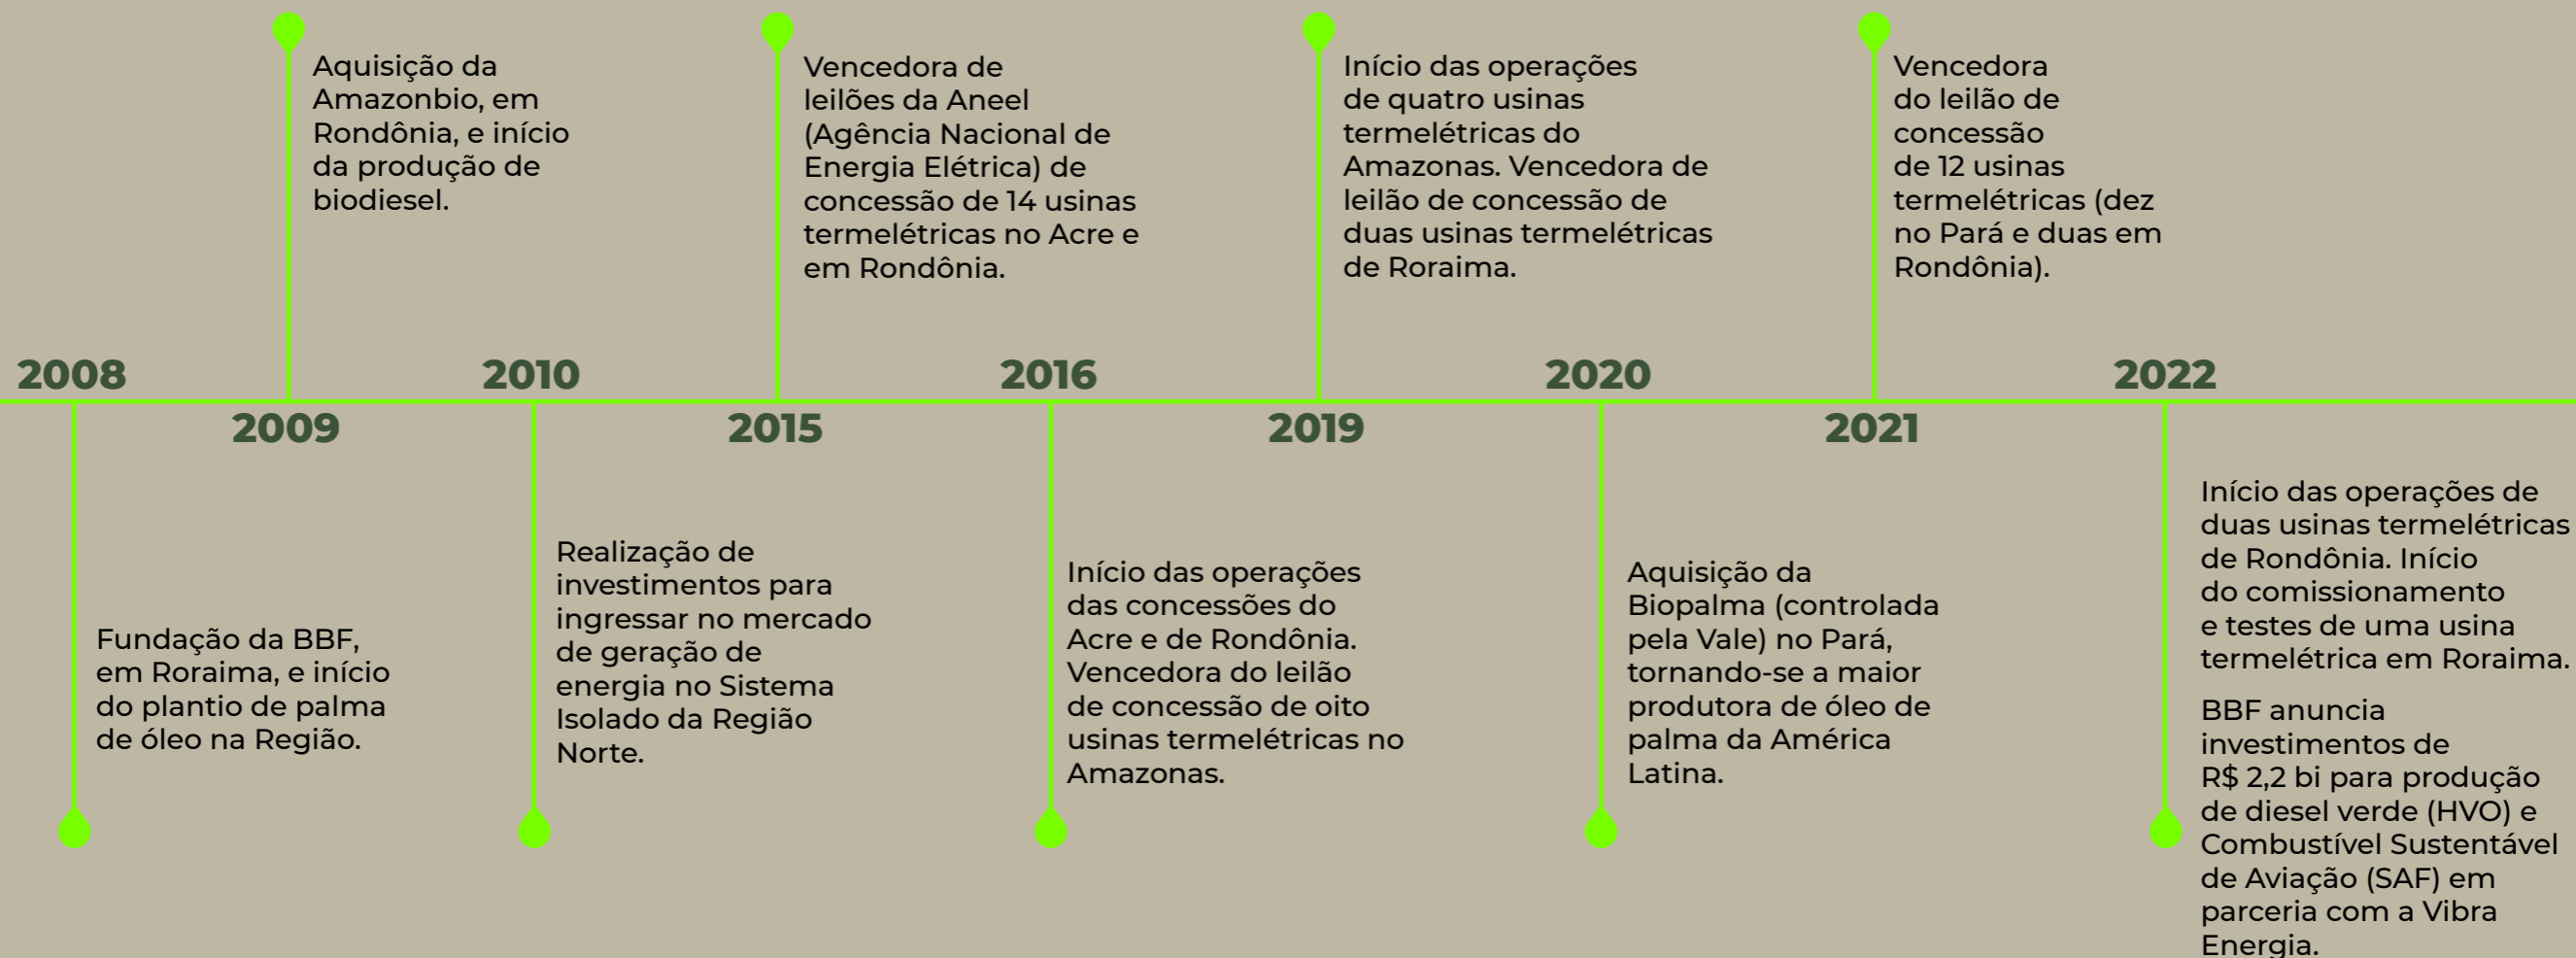 2008
Fundação da BBF,
em Roraima, e início
do plantio de palma
de óleo na Região.
2009
Aquisição da
Amazonbio, em
Rondônia, e início
da produção de
biodiesel.
2010
Realização de
investimentos para
ingressar no mercado
de geração de
energia no Sistema
Isolado da Região
Norte.
2015
Vencedora de
leilões da Aneel
(Agência Nacional de
Energia Elétrica) de
concessão de 14 usinas
termelétricas no Acre e
em Rondônia.
2016
Início das operações
das concessões do
Acre e de Rondônia.
Vencedora do leilão
de concessão de oito
usinas termelétricas no
Amazonas.
2019
Início das operações
de quatro usinas
termelétricas do
Amazonas. Vencedora de
leilão de concessão de
duas usinas termelétricas
de Roraima.
2020
Aquisição da
Biopalma (controlada
pela Vale) no Pará,
tornando-se a maior
produtora de óleo de
palma da América
Latina.
2021
Vencedora
do leilão de
concessão
de 12 usinas
termelétricas (dez
no Pará e duas em
Rondônia).
2022
Início das operações de
duas usinas termelétricas
de Rondônia. Início
do comissionamento
e testes de uma usina
termelétrica em Roraima.
BBF anuncia
investimentos de
R$ 2,2 bi para produção
de diesel verde (HVO) e
Combustível Sustentável
de Aviação (SAF) em
parceria com a Vibra
Energia.